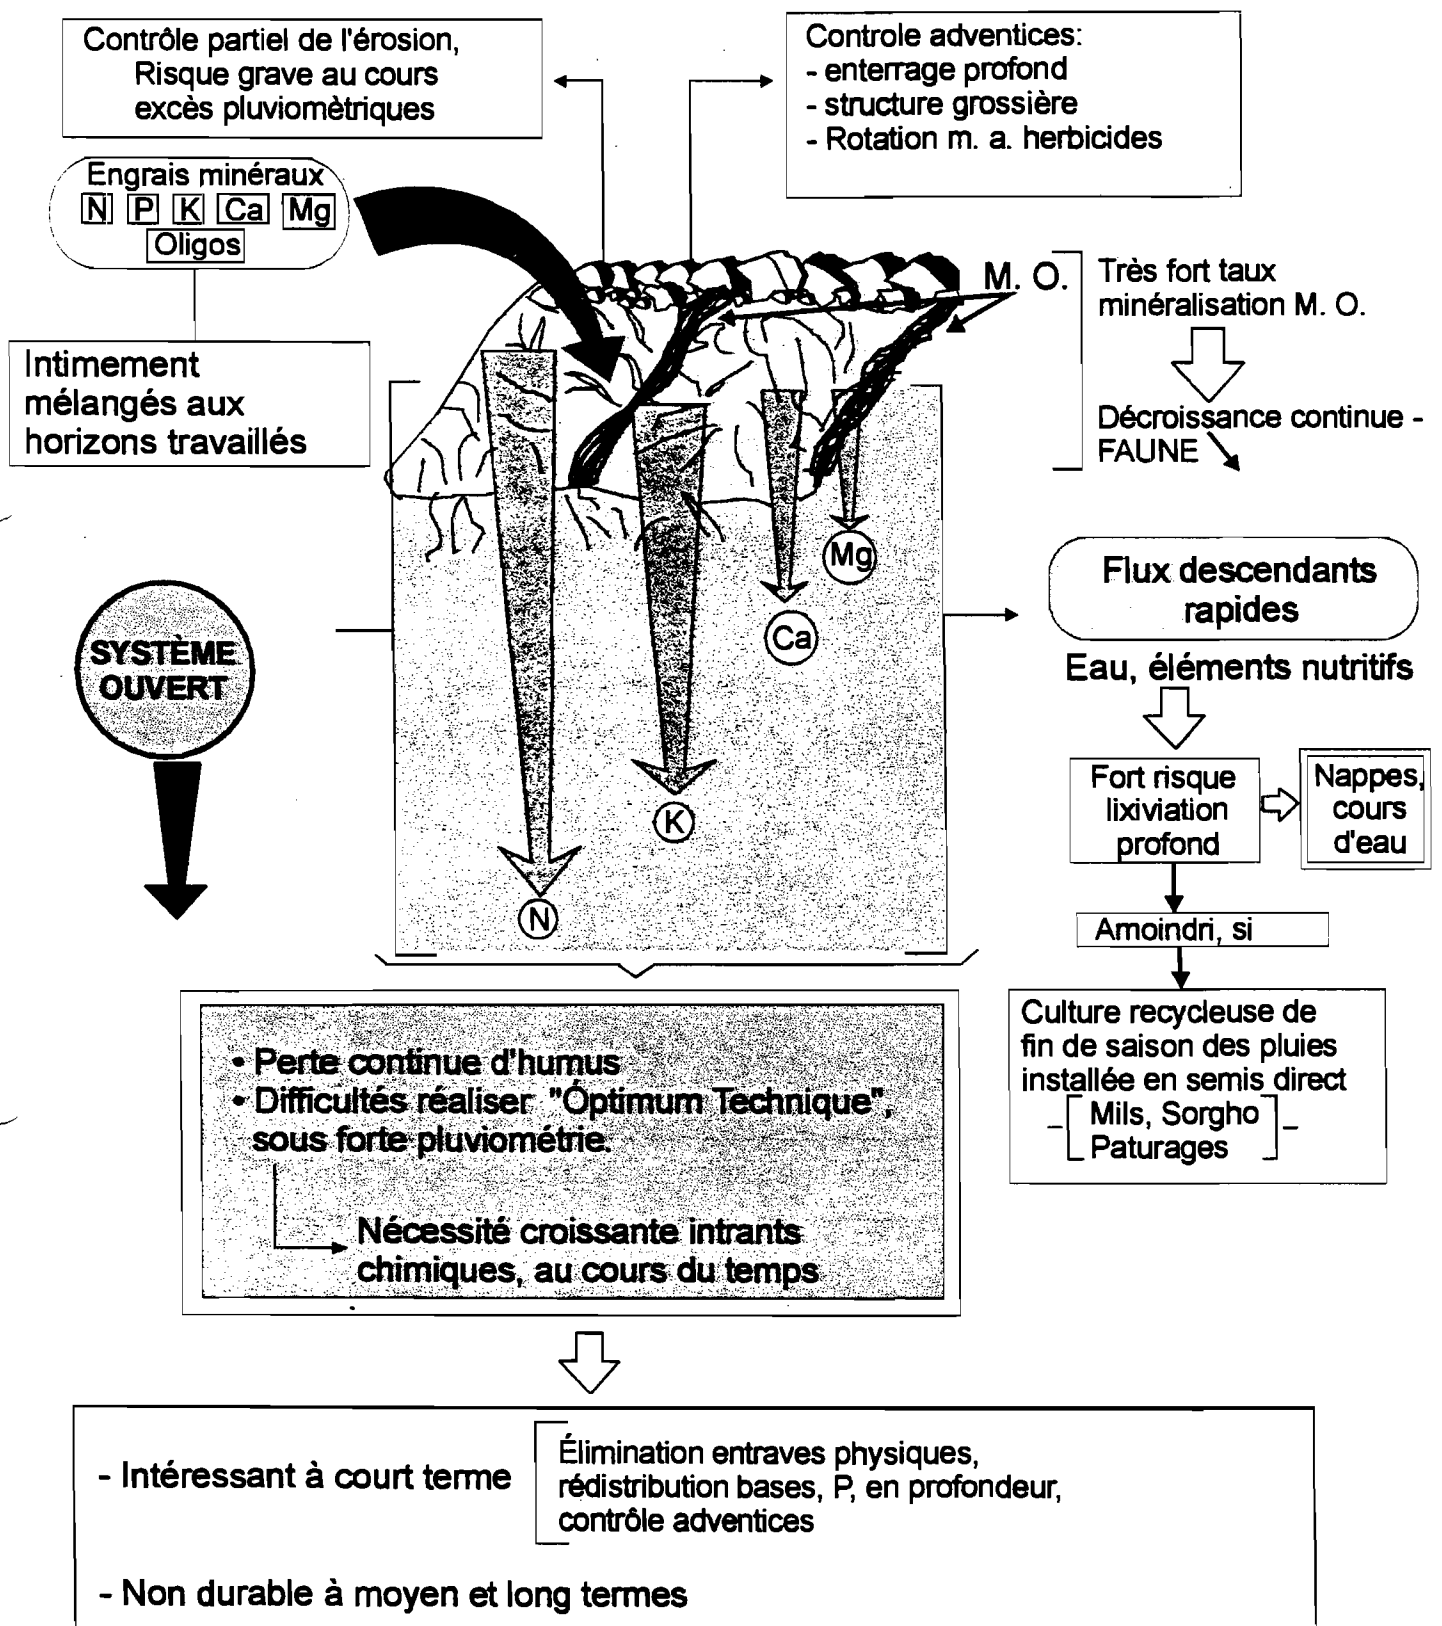 Contrôle partiel de l'érosion,
Risque grave au cours
excès pluviomètriques
Controle adventices:
- enterrage profond
- structure grossière
- Rotation m. a. herbicides
Engrais minéraux
N P K Ca Mg
Oligos
Intimement
mélangés aux
horizons travaillés
M. O.
Très fort taux
minéralisation M. O.
Décroissance continue -
FAUNE
Mg
Ca
K
N
SYSTÈME
OUVERT
Flux descendants
rapides
Eau, éléments nutritifs
Fort risque
lixiviation
profond
Nappes,
cours
d'eau
Amoindri, si
Culture recycleuse de
fin de saison des pluies
installée en semis direct
Mils, Sorgho
Paturages
• Perte continue d'humus
• Difficultés réaliser "Óptimum Technique",
sous forte pluviométrie.
Nécessité croissante intrants
chimiques, au cours du temps
- Intéressant à court terme
Élimination entraves physiques,
rédistribution bases, P, en profondeur,
contrôle adventices
- Non durable à moyen et long termes